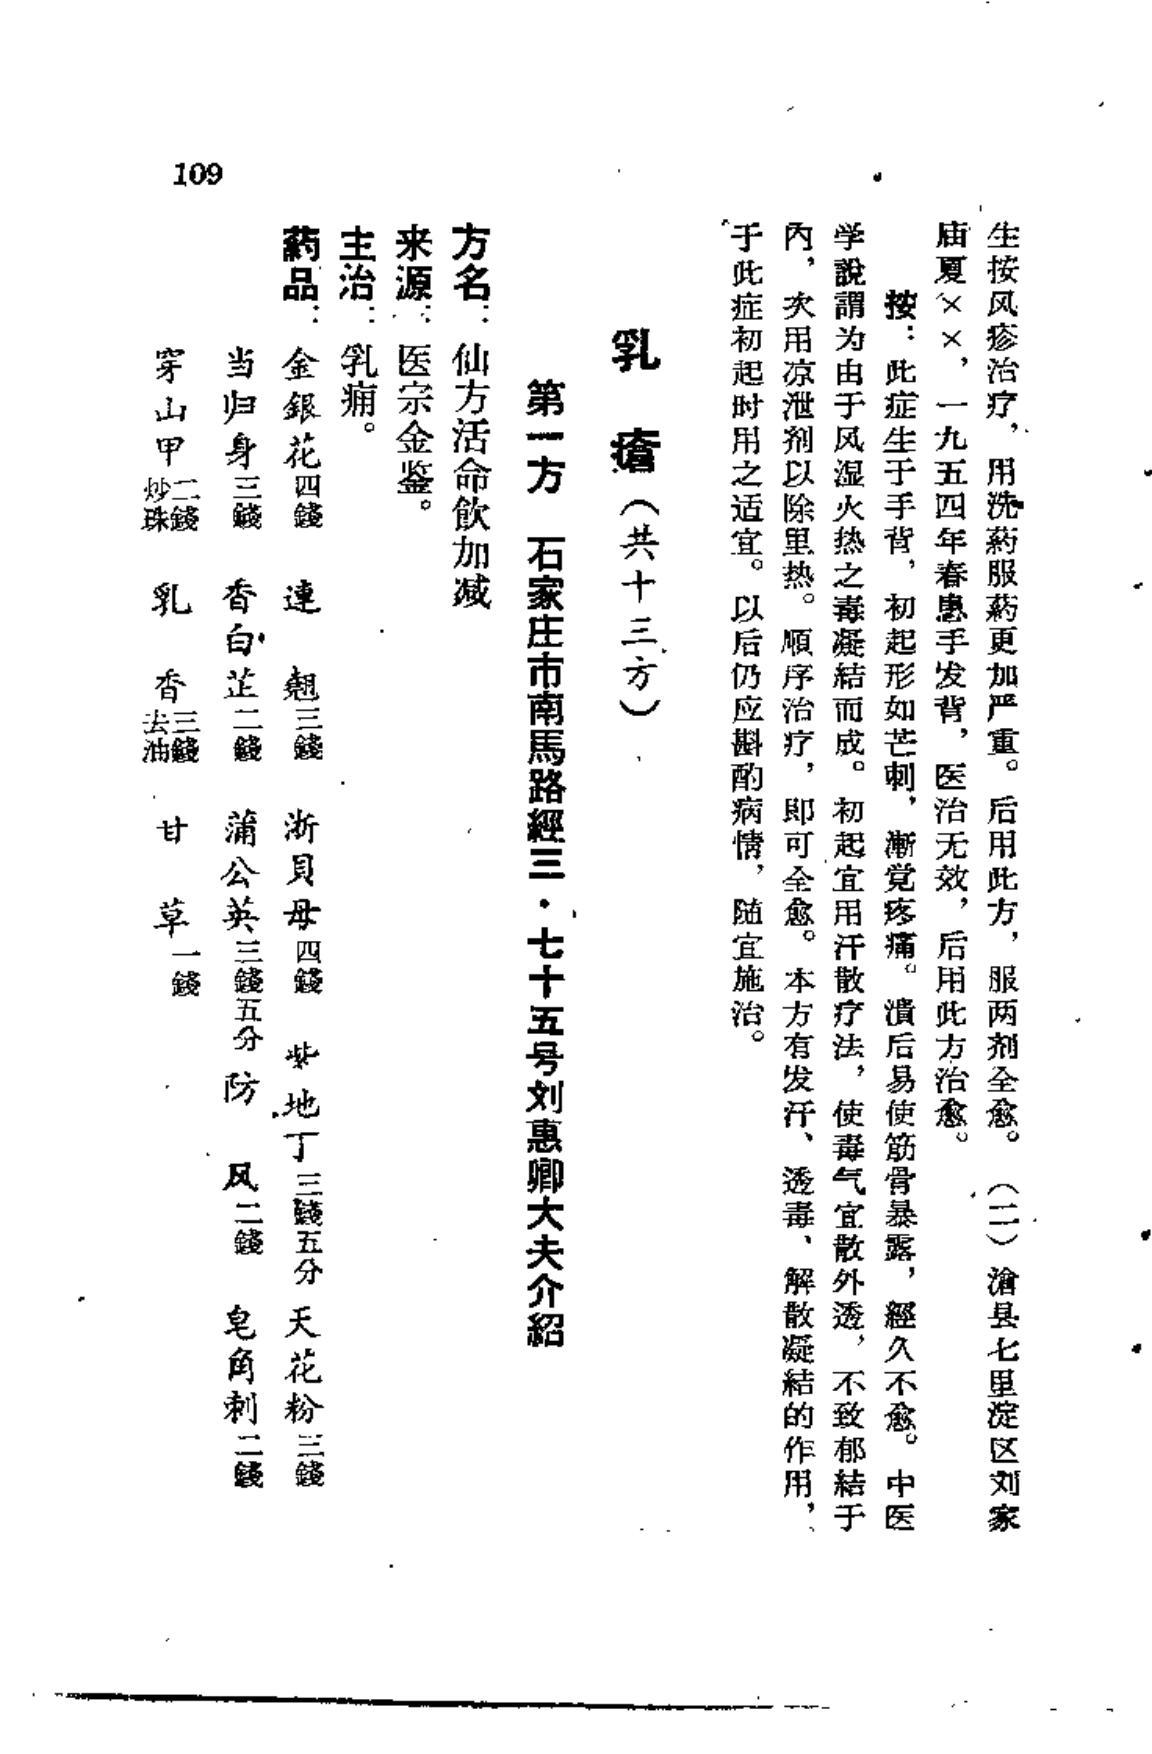 生按风疹治疗，用洗葯服葯更加严重。后用此方，服两剂全愈。（二）滄县七里淀区刘家
庙夏××，一九五四年春患手发背，医治无效，后用此方治愈。
按：此症生于手背，初起形如芒刺，漸觉疼痛。潰后易使筋骨暴露，經久不愈。中医
学說謂为由于风湿火热之毒凝結而成。初起宜用汗散疗法，使毒气宜散外透，不致郁結于
內，次用凉泄剂以除里热。順序治疗，即可全愈。本方有发汗、透毒、解散凝結的作用，
于此症初起时用之适宜。以后仍应斟酌病情，随宜施治。
乳　瘡（共十三方）
第一方　石家庄市南馬路經三·七十五号刘惠卿大夫介紹
方名：仙方活命飲加减
来源：医宗金鉴。
主治：乳痈。
葯品：金銀花四錢　連翹三錢　浙貝母四錢　紫地丁三錢五分　天花粉三錢
当归身三錢　香白芷二錢　蒲公英三錢五分　防风二錢　皂角刺二錢
穿山甲二錢炒珠　乳香三錢去油　甘草一錢
109